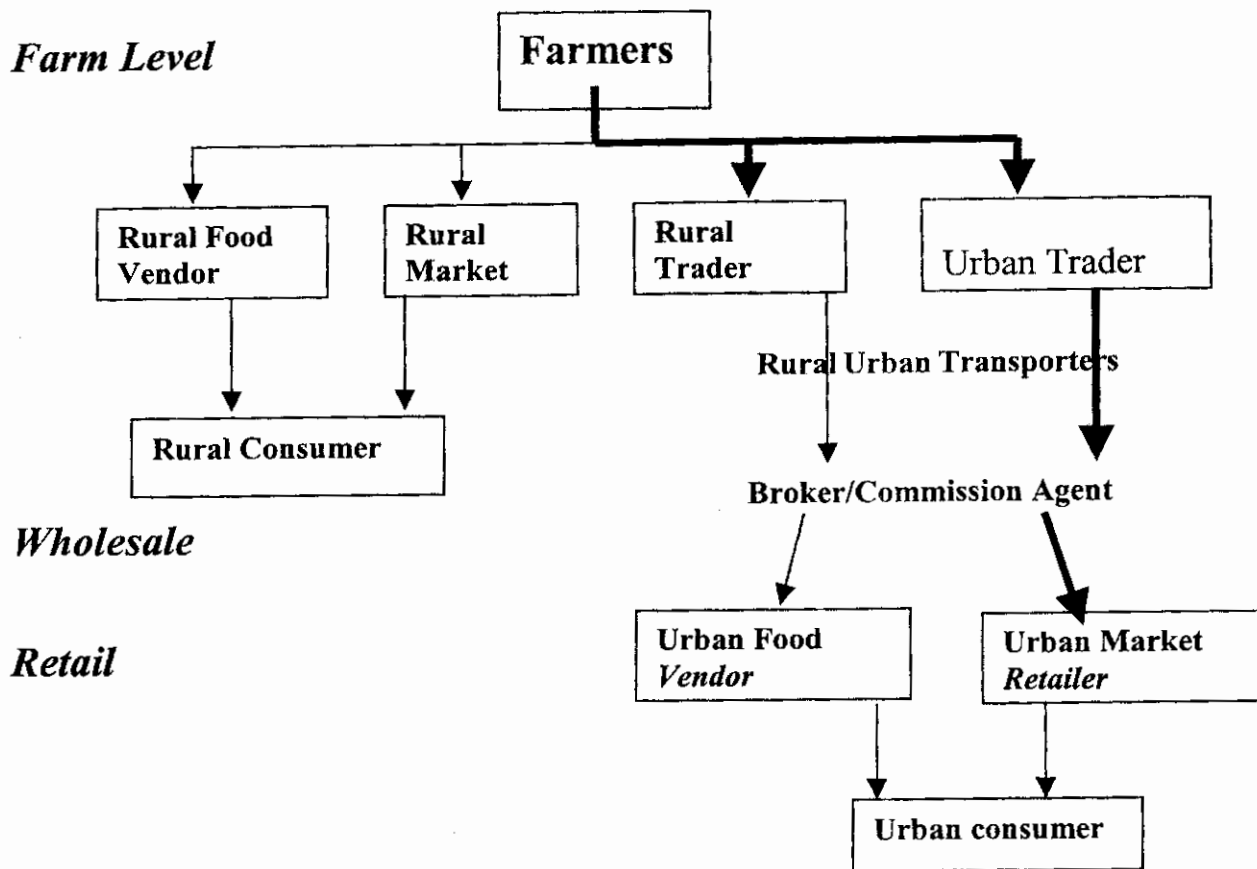 Farm Level
Farmers
Rural Food
Vendor
Rural
Market
Rural
Trader
Urban Trader
Rural Urban Transporters
Rural Consumer
Broker/Commission Agent
Wholesale
Retail
Urban Food
Vendor
Urban Market
Retailer
Urban consumer